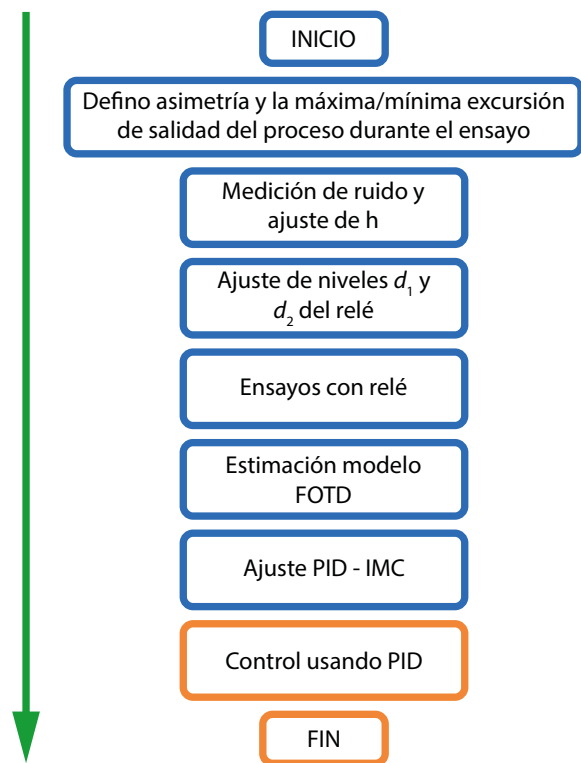 INICIO
Defino asimetría y la máxima/mínima excursión
de salidad del proceso durante el ensayo
Medición de ruido y
ajuste de h
Ajuste de niveles d₁ y
d₂ del relé
Ensayos con relé
Estimación modelo
FOTD
Ajuste PID - IMC
Control usando PID
FIN